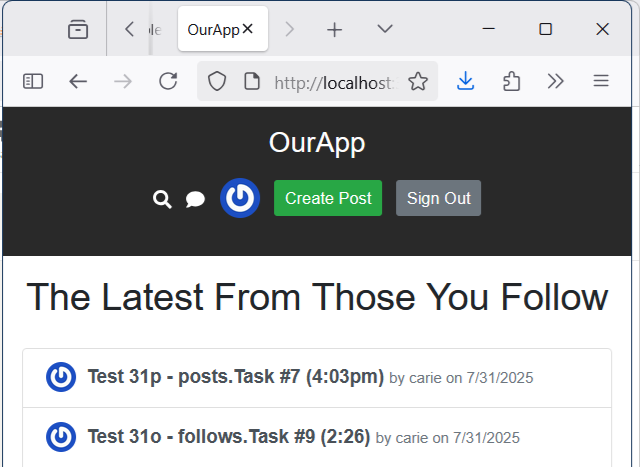 OurApp
http://localhost:
OurApp
Create Post
Sign Out
The Latest From Those You Follow
Test 31p - posts.Task #7 (4:03pm) by carie on 7/31/2025
Test 31o - follows.Task #9 (2:26) by carie on 7/31/2025